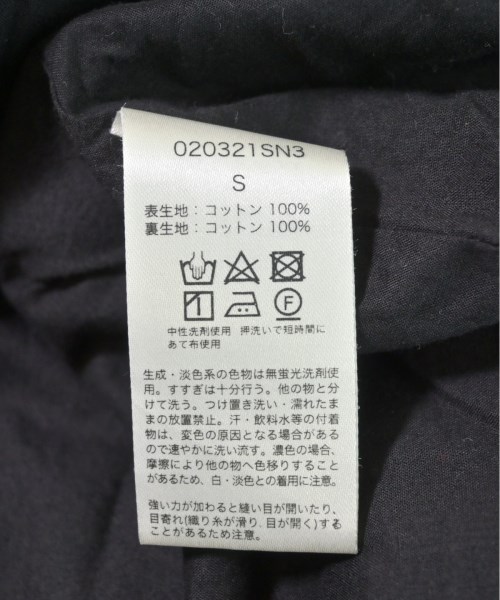 020321SN3
S
表生地：コットン 100%
裏生地：コットン 100%
F
中性洗剤使用 押洗いで短時間に
あて布使用
生成・淡色系の色物は無蛍光洗剤使
用。すすぎは十分行う。他の物と分
けて洗う。つけ置き洗い・濡れたま
まの放置禁止。汗・飲料水等の付着
物は、変色の原因となる場合がある
ので速やかに洗い流す。濃色の場合、
摩擦により他の物へ色移りすること
があるため、白・淡色との着用に注意。
強い力が加わると縫い目が開いたり、
目寄れ(織り糸が滑り、目が開く)する
ことがあるため注意。